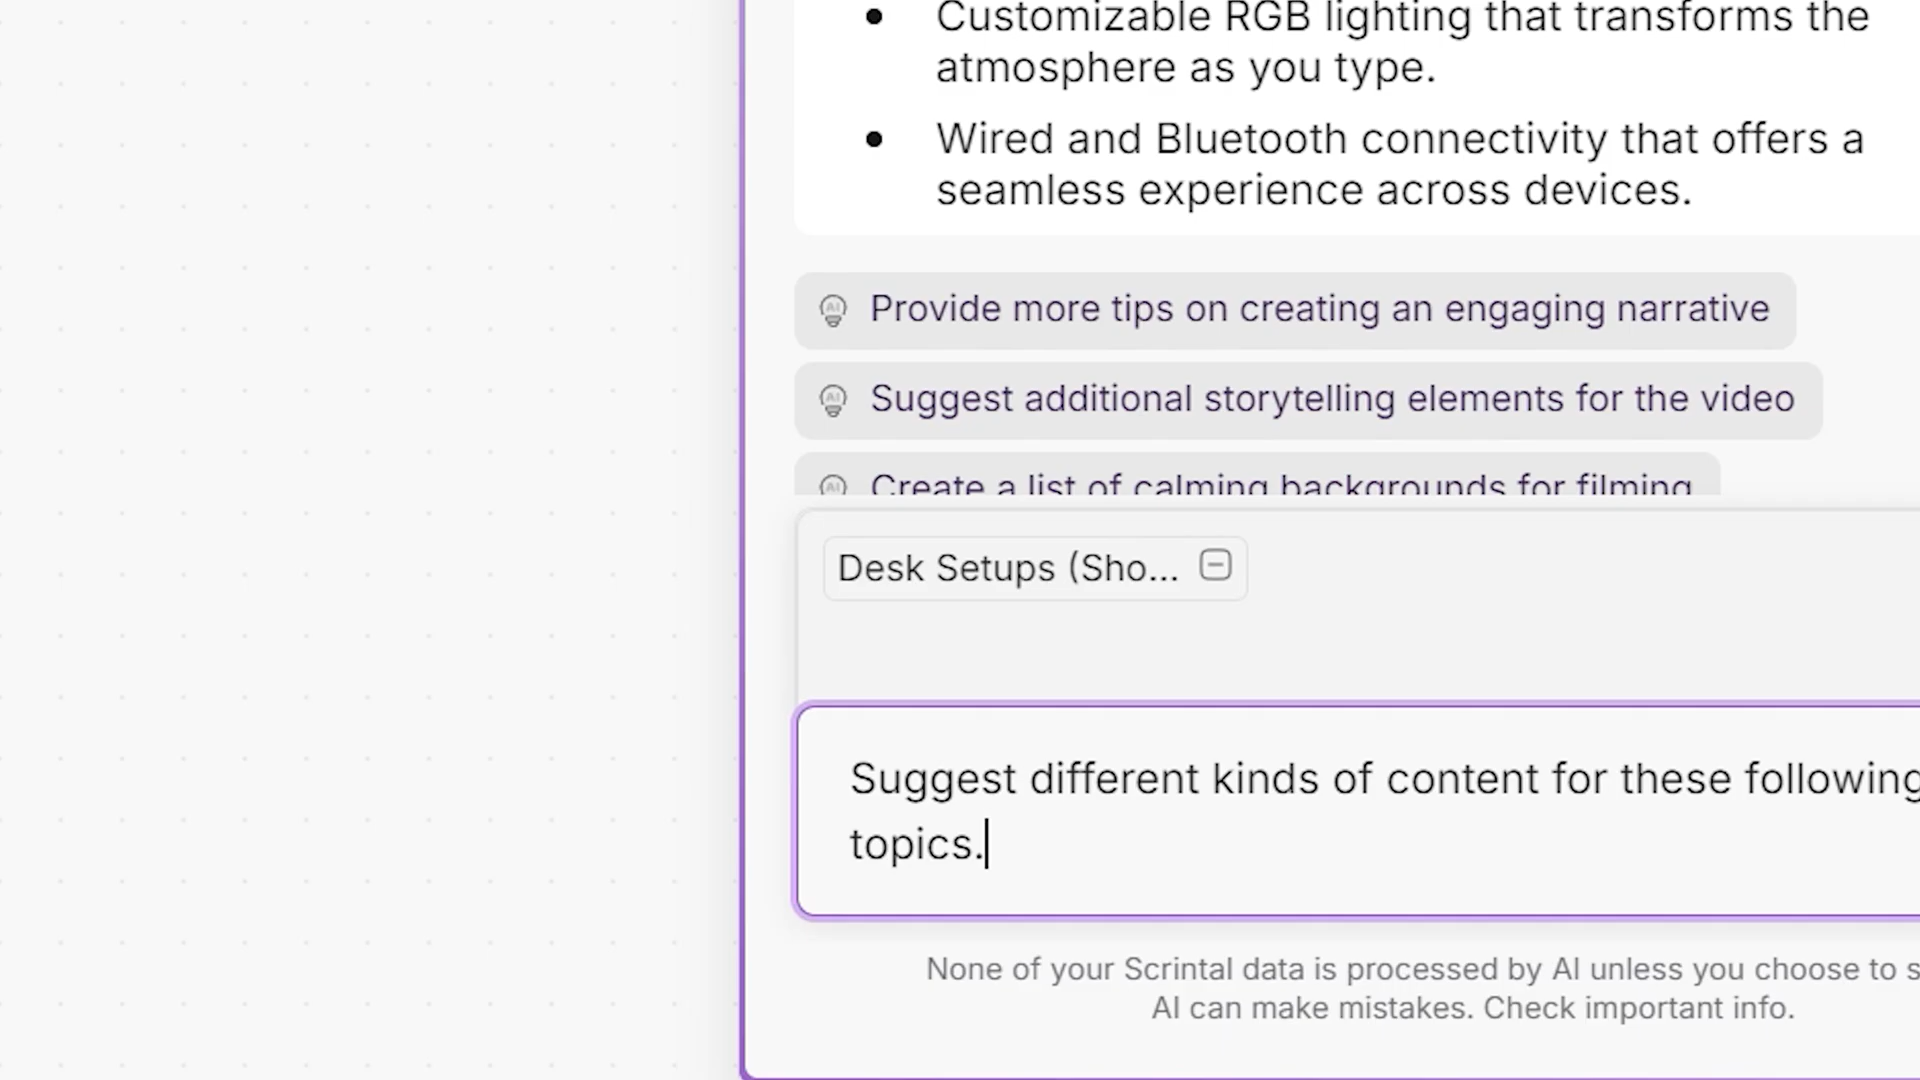 Customizable RGB lighting that transforms the
atmosphere as you type.
Wired and Bluetooth connectivity that offers a
seamless experience across devices.
Provide more tips on creating an engaging narrative
Suggest additional storytelling elements for the video
Create a list of calming backgrounds for filming
Desk Setups (Sho...
Suggest different kinds of content for these following
topics.
None of your Scrintal data is processed by AI unless you choose to s
AI can make mistakes. Check important info.